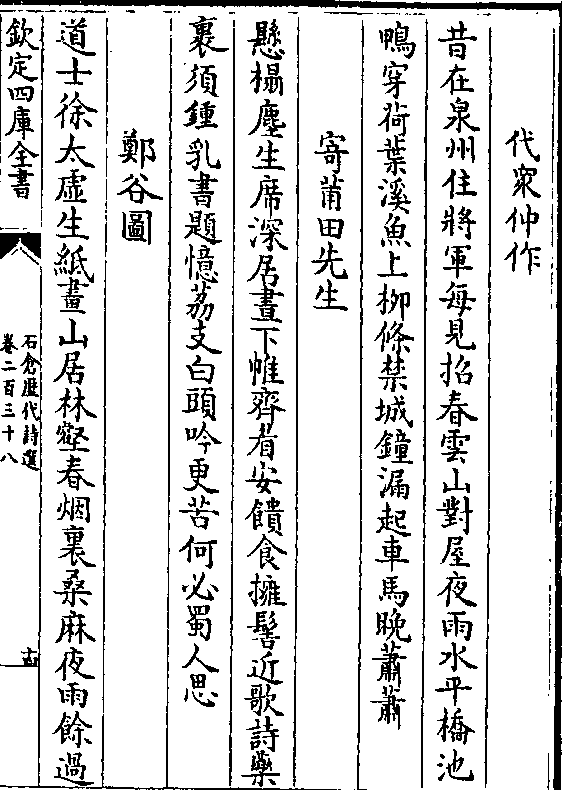 代衆仲作
昔在泉州住將軍每見招春雲山對屋夜雨水平橋池
鴨穿荷葉溪魚上栁條禁城鐘漏起車馬晚蕭蕭
寄莆田先生
懸榻塵生席深居晝下帷齊眉安饋食擁髻近歌詩藥
裹須鍾乳書題憶荔支白頭吟更苦何必蜀人思
鄭谷圖
道士徐太虚生紙畫山居林壑春烟裏桑麻夜雨餘過
欽定四庫全書
石倉歷代詩選
卷二百三十八
十四